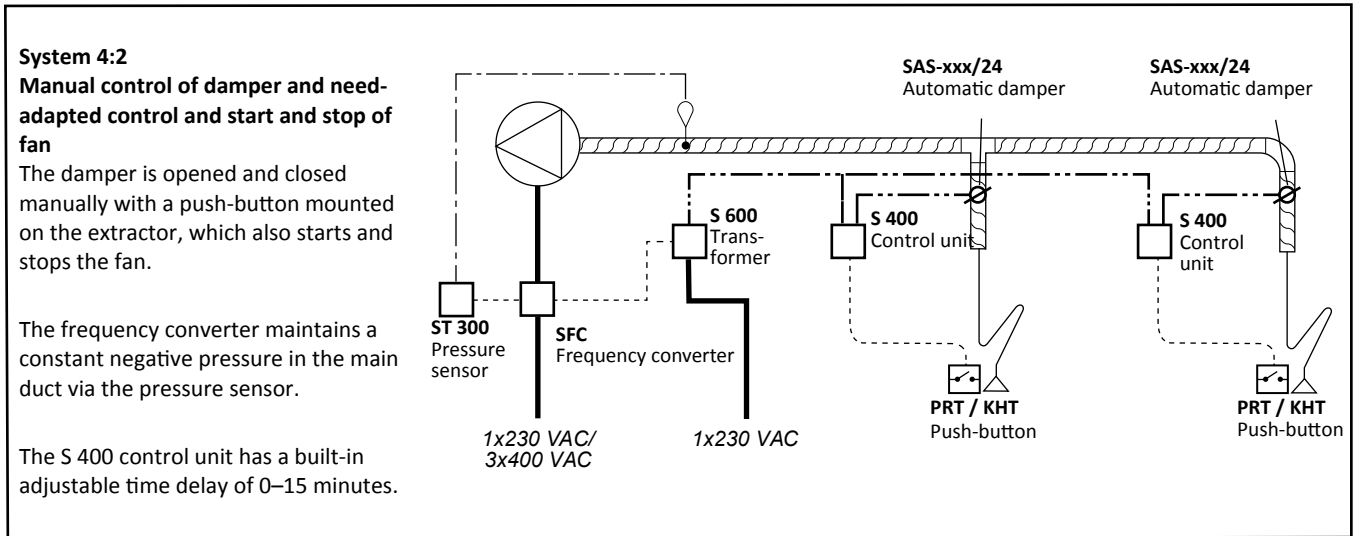 System 4:2
Manual control of damper and need-
adapted control and start and stop of
fan
The damper is opened and closed
manually with a push-button mounted
on the extractor, which also starts and
stops the fan.
The frequency converter maintains a
constant negative pressure in the main
duct via the pressure sensor.
The S 400 control unit has a built-in
adjustable time delay of 0–15 minutes.
SAS-xxx/24
Automatic damper
SAS-xxx/24
Automatic damper
S 600
Trans-
former
S 400
Control unit
S 400
Control
unit
ST 300
Pressure
sensor
SFC
Frequency converter
PRT / KHT
Push-button
PRT / KHT
Push-button
1x230 VAC/
3x400 VAC
1x230 VAC